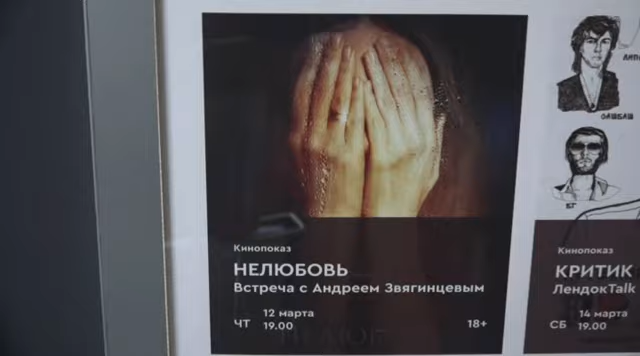 Кинопоказ
НЕЛЮБОВЬ
Встреча с Андреем Звягинцевым
ЧТ
12 марта
19.00
18+
БГ
Кинопоказ
КРИТИК
ЛендокTalk
СБ
14 марта
19.00